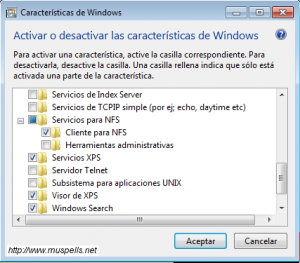 Características de Windows
Activar o desactivar las características de Windows
Para activar una característica, active la casilla correspondiente. Para
desactivarla, desactive la casilla. Una casilla rellena indica que sólo está
activada una parte de la característica.
Servicios de Index Server
Servicios de TCPIP simple (por ej; echo, daytime etc)
Servicios para NFS
Cliente para NFS
Herramientas administrativas
Servicios XPS
Servidor Telnet
Subsistema para aplicaciones UNIX
Visor de XPS
Windows Search
Aceptar
Cancelar
http://www.muspells.net